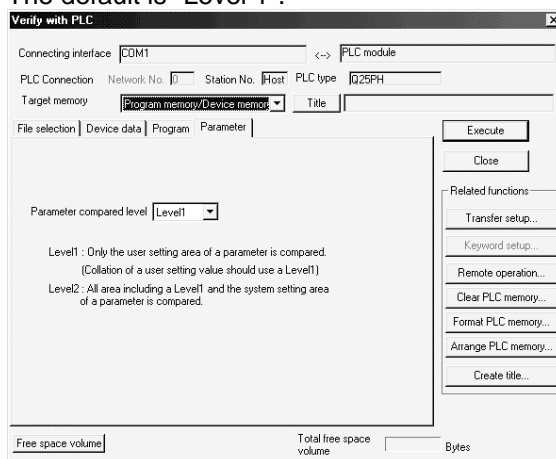 The default is "Level 1".
Verify with PLC
Connecting interface COM1 <--> PLC module
PLC Connection Network No. 0 Station No. Host PLC type Q25PH
Target memory Program memory/Device memor Title
File selection Device data Program Parameter
Execute
Close
Parameter compared level Level1
Level1 : Only the user setting area of a parameter is compared.
(Collation of a user setting value should use a Level1)
Level2 : All area including a Level1 and the system setting area
of a parameter is compared.
Related functions
Transfer setup...
Keyword setup...
Remote operation...
Clear PLC memory...
Format PLC memory...
Arrange PLC memory...
Create title...
Free space volume
Total free space
volume
Bytes